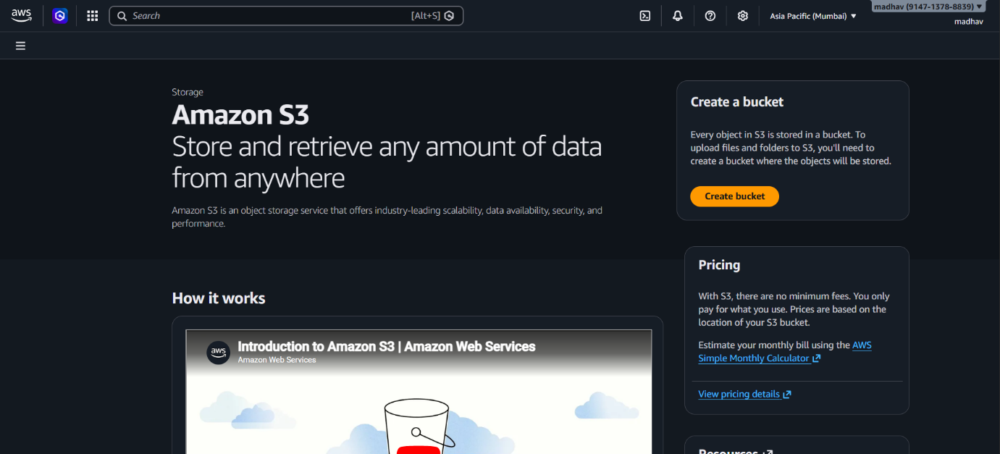 aws
Search [Alt+S]
Asia Pacific (Mumbai) ▼
madhav (9147-1378-8839) ▼
madhav
Storage
Amazon S3
Store and retrieve any amount of data
from anywhere
Amazon S3 is an object storage service that offers industry-leading scalability, data availability, security, and
performance.
Create a bucket
Every object in S3 is stored in a bucket. To
upload files and folders to S3, you'll need to
create a bucket where the objects will be stored.
Create bucket
Pricing
With S3, there are no minimum fees. You only
pay for what you use. Prices are based on the
location of your S3 bucket.
Estimate your monthly bill using the AWS
Simple Monthly Calculator
View pricing details
How it works
aws
Introduction to Amazon S3 | Amazon Web Services
Amazon Web Services
Resources